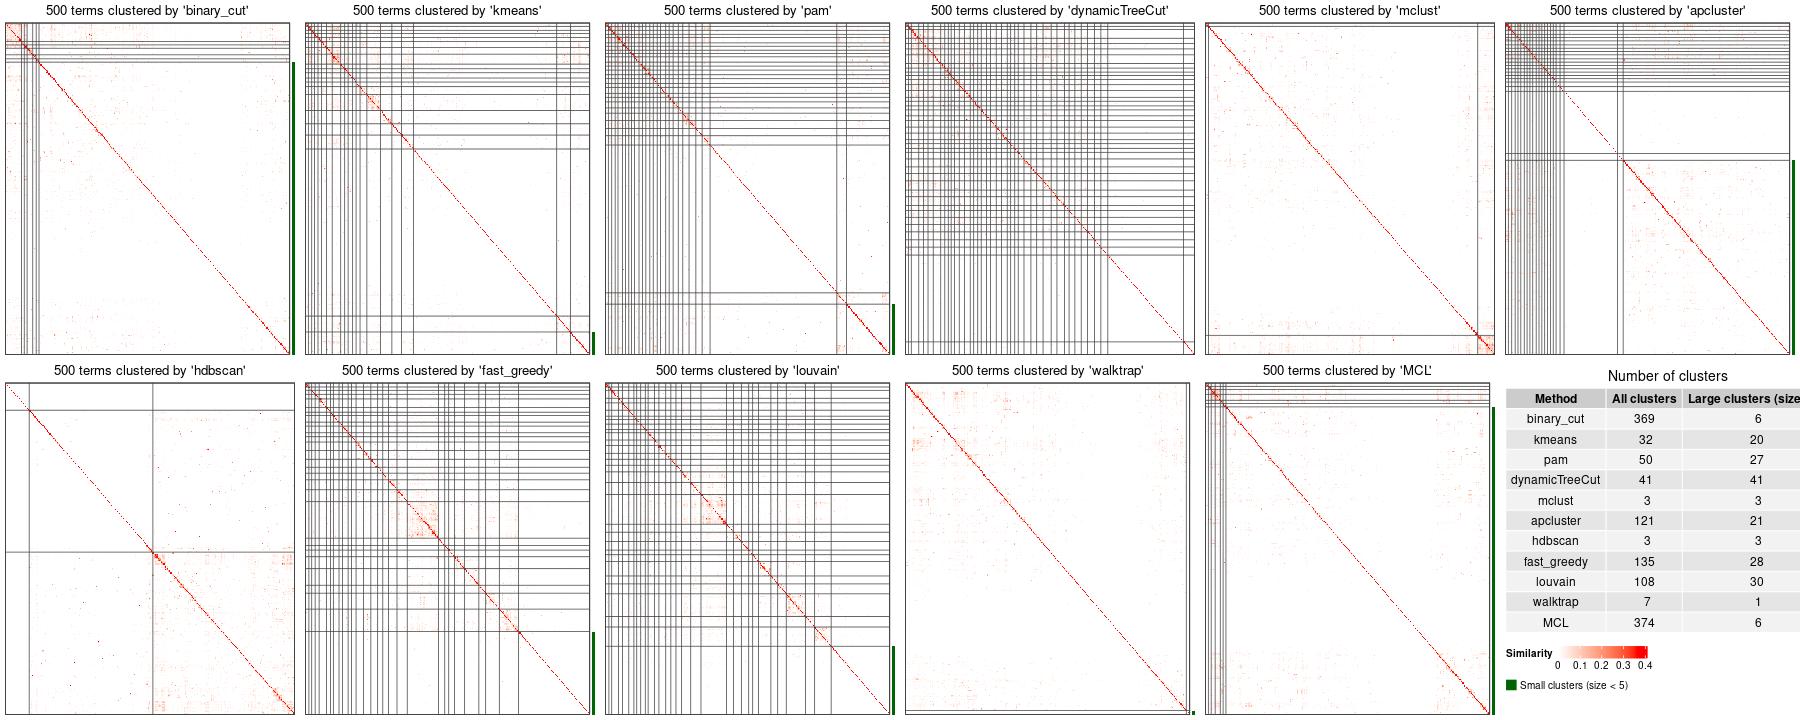 500 terms clustered by 'binary_cut'
500 terms clustered by 'kmeans'
500 terms clustered by 'pam'
500 terms clustered by 'dynamicTreeCut'
500 terms clustered by 'mclust'
500 terms clustered by 'apcluster'
500 terms clustered by 'hdbscan'
500 terms clustered by 'fast_greedy'
500 terms clustered by 'louvain'
500 terms clustered by 'walktrap'
500 terms clustered by 'MCL'
Number of clusters
Method All clusters Large clusters (size
binary_cut 369 6
kmeans 32 20
pam 50 27
dynamicTreeCut 41 41
mclust 3 3
apcluster 121 21
hdbscan 3 3
fast_greedy 135 28
louvain 108 30
walktrap 7 1
MCL 374 6
Similarity
0 0.1 0.2 0.3 0.4
Small clusters (size < 5)